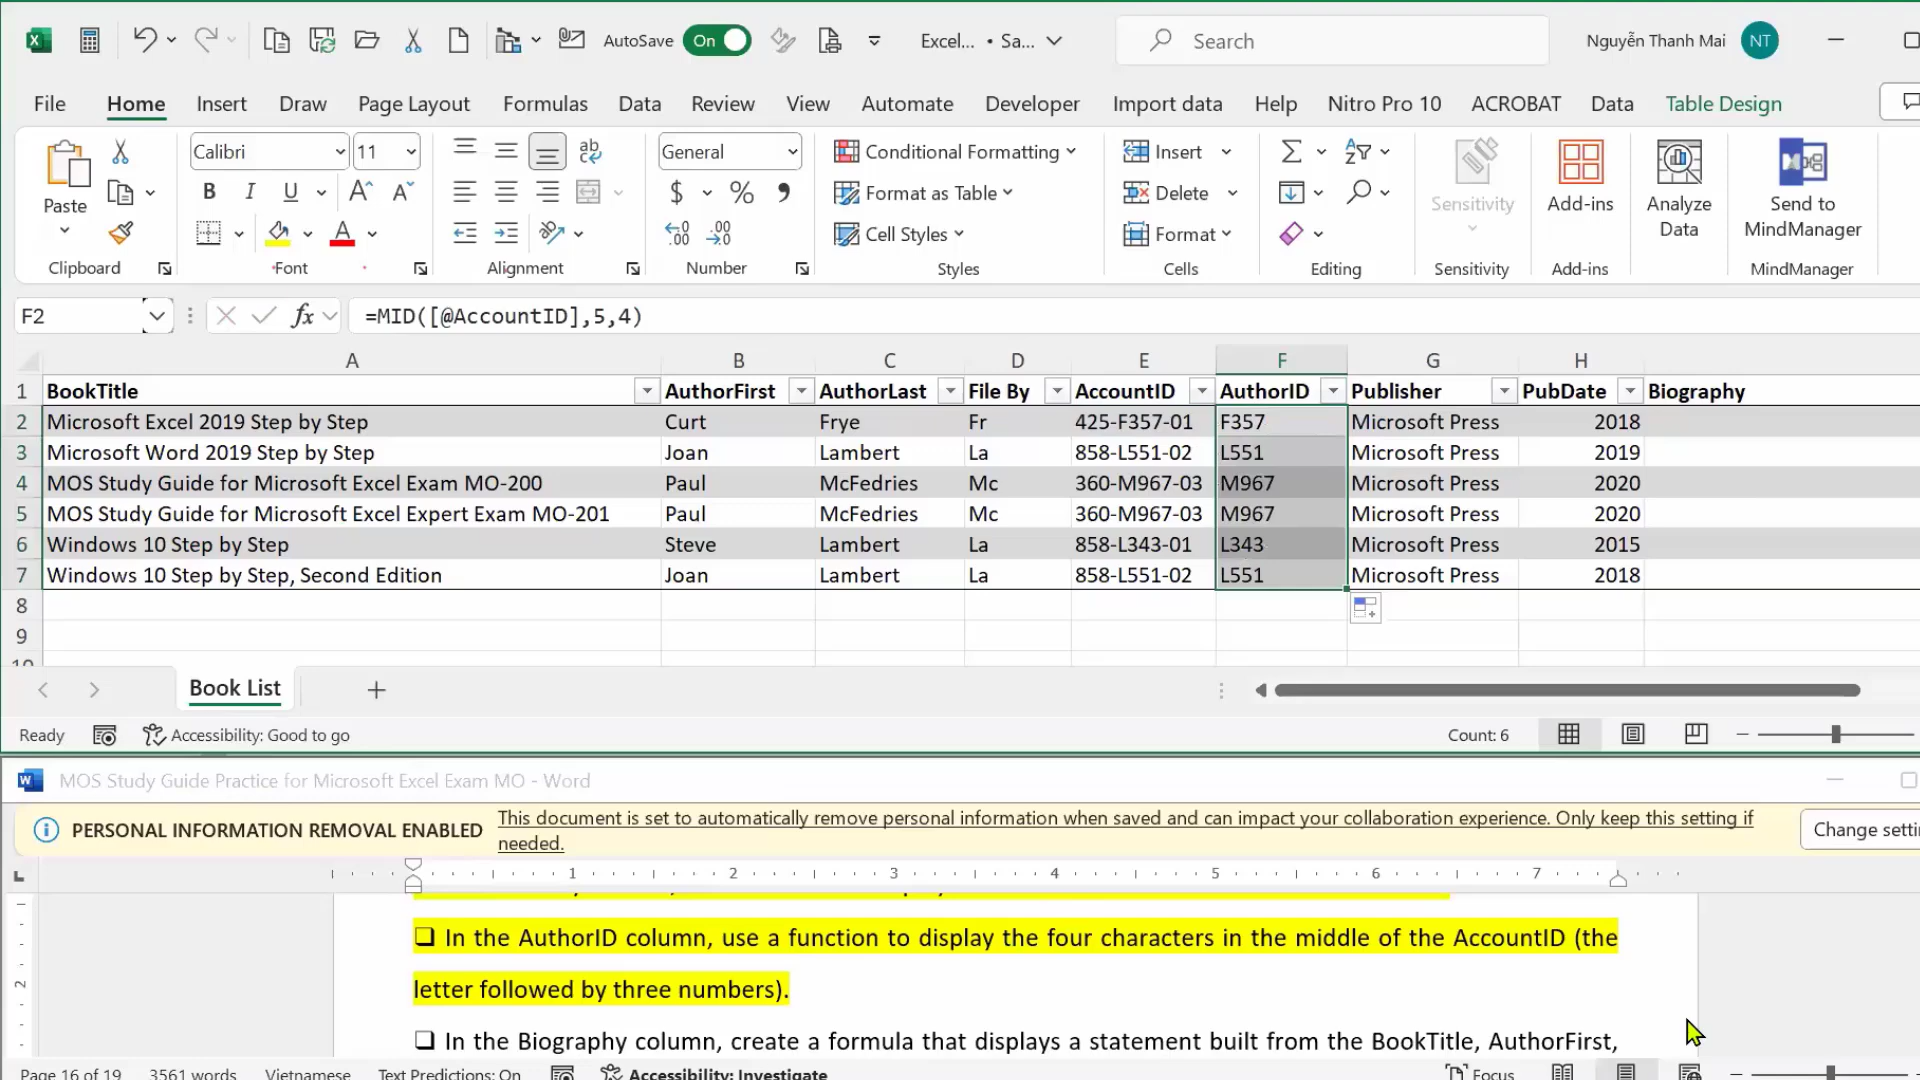 AutoSave On Excel... • Sa... Search Nguyễn Thanh Mai NT
File Home Insert Draw Page Layout Formulas Data Review View Automate Developer Import data Help Nitro Pro 10 ACROBAT Data Table Design
Paste Calibri 11 General Conditional Formatting Insert
Format as Table Delete
Cell Styles Format
Sensitivity Add-ins Analyze Data Send to MindManager
Clipboard Font Alignment Number Styles Cells Editing Sensitivity Add-ins MindManager
F2 fx =MID([@AccountID],5,4)
A B C D E F G H
1 BookTitle AuthorFirst AuthorLast File By AccountID AuthorID Publisher PubDate Biography
2 Microsoft Excel 2019 Step by Step Curt Frye Fr 425-F357-01 F357 Microsoft Press 2018
3 Microsoft Word 2019 Step by Step Joan Lambert La 858-L551-02 L551 Microsoft Press 2019
4 MOS Study Guide for Microsoft Excel Exam MO-200 Paul McFedries Mc 360-M967-03 M967 Microsoft Press 2020
5 MOS Study Guide for Microsoft Excel Expert Exam MO-201 Paul McFedries Mc 360-M967-03 M967 Microsoft Press 2020
6 Windows 10 Step by Step Steve Lambert La 858-L343-01 L343 Microsoft Press 2015
7 Windows 10 Step by Step, Second Edition Joan Lambert La 858-L551-02 L551 Microsoft Press 2018
8
9
10
Book List
Ready Accessibility: Good to go Count: 6
MOS Study Guide Practice for Microsoft Excel Exam MO - Word
PERSONAL INFORMATION REMOVAL ENABLED This document is set to automatically remove personal information when saved and can impact your collaboration experience. Only keep this setting if
needed. Change setti
1 2 3 4 5 6 7
❑ In the AuthorID column, use a function to display the four characters in the middle of the AccountID (the
letter followed by three numbers).
❑ In the Biography column, create a formula that displays a statement built from the BookTitle, AuthorFirst,
Page 16 of 19 3561 words Vietnamese Text Predictions: On Accessibility: Investigate Focus